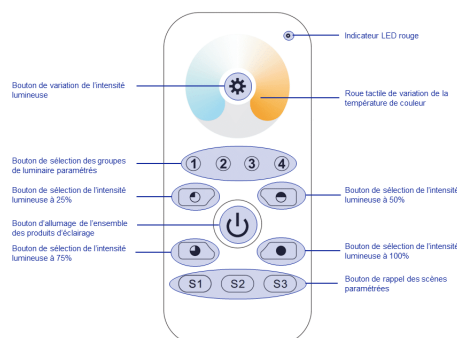 Indicateur LED rouge
Bouton de variation de l'intensité
lumineuse
Roue tactile de variation de la
température de couleur
Bouton de sélection des groupes
de luminaire paramétrés
1 2 3 4
Bouton de sélection de l'intensité
lumineuse à 25%
Bouton de sélection de l'intensité
lumineuse à 50%
Bouton d'allumage de l'ensemble
des produits d'éclairage
Bouton de sélection de l'intensité
lumineuse à 75%
Bouton de sélection de l'intensité
lumineuse à 100%
S1 S2 S3
Bouton de rappel des scènes
paramétrées